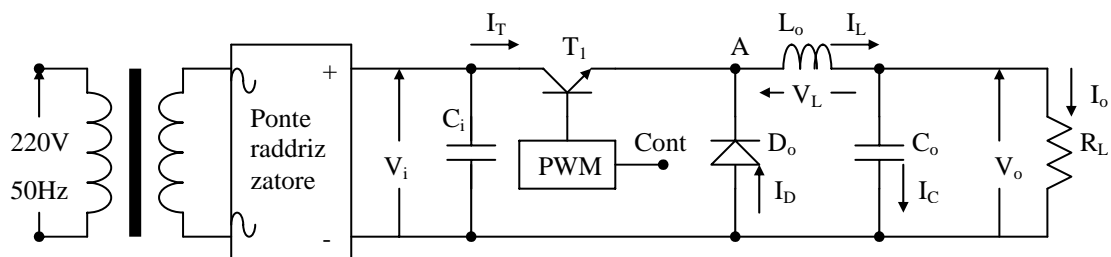 I_T
T_1
A
L_o
I_L
+
220V
50Hz
Ponte
raddriz
zatore
-
V_i
C_i
PWM
Cont
V_L
D_o
I_D
C_o
I_C
V_o
I_o
R_L